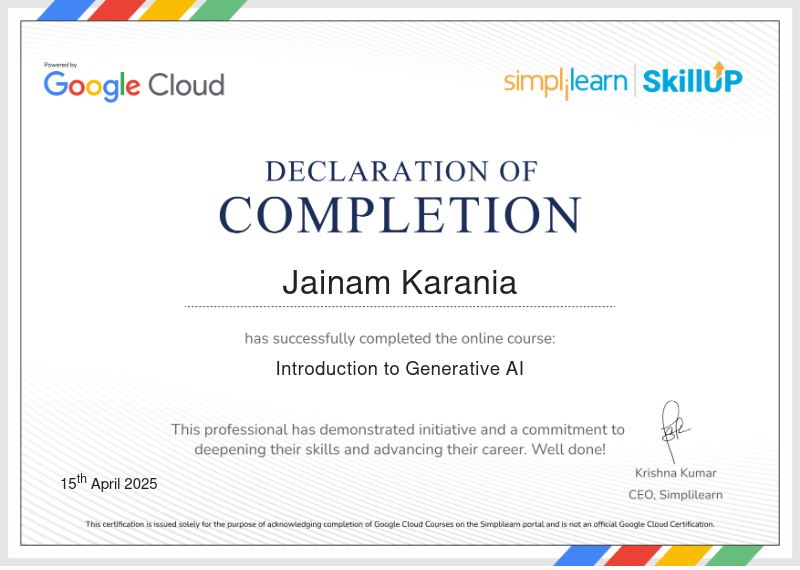 Powered by
Google Cloud
simplilearn | SkillUP
DECLARATION OF
COMPLETION
Jainam Karania
has successfully completed the online course:
Introduction to Generative AI
This professional has demonstrated initiative and a commitment to
deepening their skills and advancing their career. Well done!
15th April 2025
Krishna Kumar
CEO, Simplilearn
This certification is issued solely for the purpose of acknowledging completion of Google Cloud Courses on the Simplilearn portal and is not an official Google Cloud Certification.